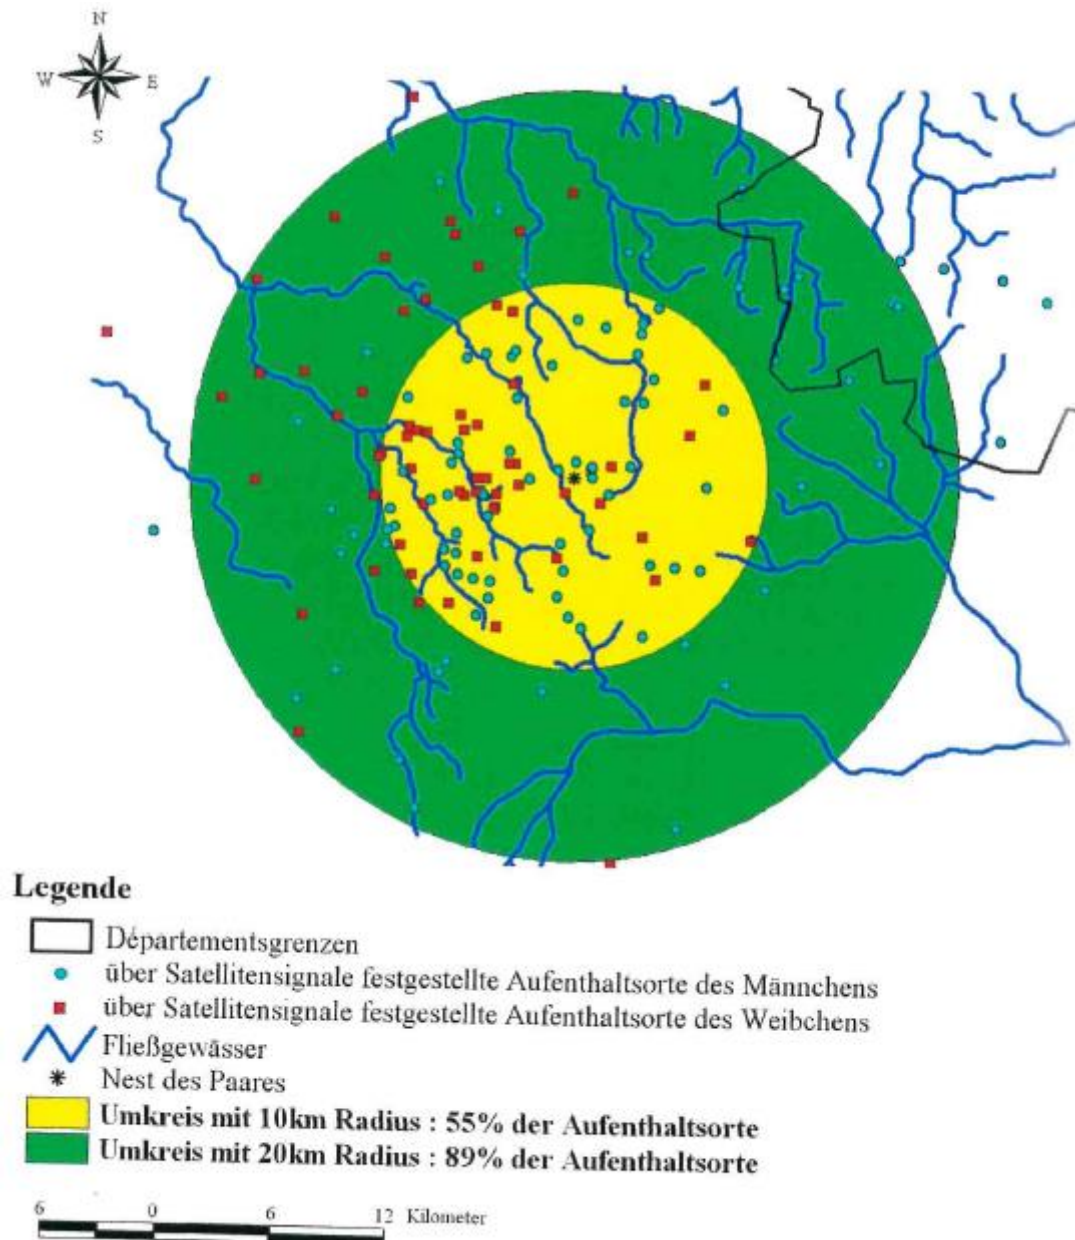 N
W E
S
Legende
Départementsgrenzen
über Satellitensignale festgestellte Aufenthaltsorte des Männchens
über Satellitensignale festgestellte Aufenthaltsorte des Weibchens
Fließgewässer
Nest des Paares
Umkreis mit 10km Radius : 55% der Aufenthaltsorte
Umkreis mit 20km Radius : 89% der Aufenthaltsorte
6 0 6 12 Kilometer